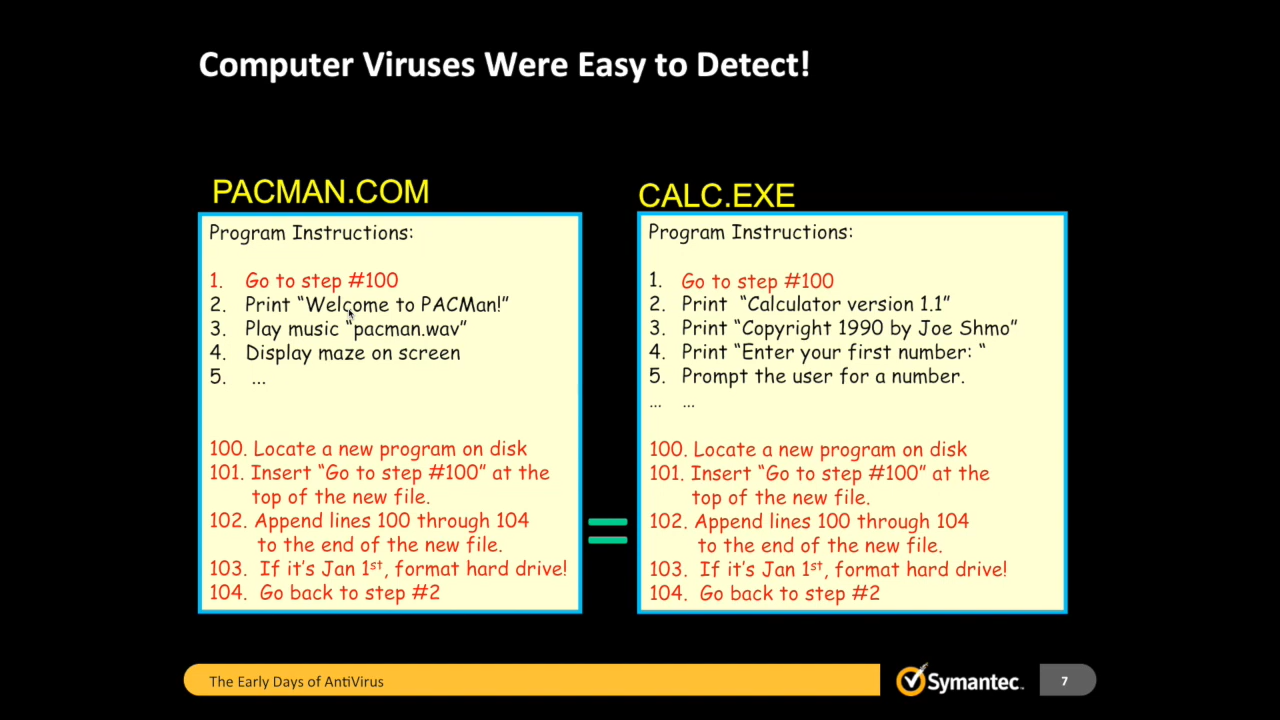 Computer Viruses Were Easy to Detect!
PACMAN.COM
Program Instructions:
1. Go to step #100
2. Print “Welcome to PACMan!”
3. Play music “pacman.wav”
4. Display maze on screen
5. ...
100. Locate a new program on disk
101. Insert “Go to step #100” at the
top of the new file.
102. Append lines 100 through 104
to the end of the new file.
103. If it’s Jan 1st, format hard drive!
104. Go back to step #2
=
CALC.EXE
Program Instructions:
1. Go to step #100
2. Print “Calculator version 1.1”
3. Print “Copyright 1990 by Joe Shmo”
4. Print “Enter your first number: “
5. Prompt the user for a number.
... ...
100. Locate a new program on disk
101. Insert “Go to step #100” at the
top of the new file.
102. Append lines 100 through 104
to the end of the new file.
103. If it’s Jan 1st, format hard drive!
104. Go back to step #2
The Early Days of AntiVirus
Symantec.
7